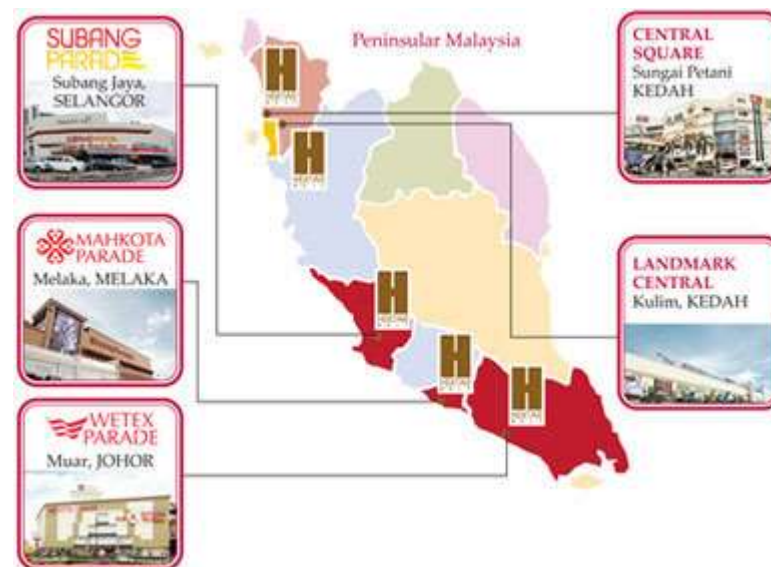 SUBANG
PARADE
Subang Jaya,
SELANGOR
MAHKOTA
PARADE
Melaka, MELAKA
WETEX
PARADE
Muar, JOHOR
Peninsular Malaysia
H
H
H
H
H
CENTRAL
SQUARE
Sungai Petani
KEDAH
LANDMARK
CENTRAL
Kulim, KEDAH